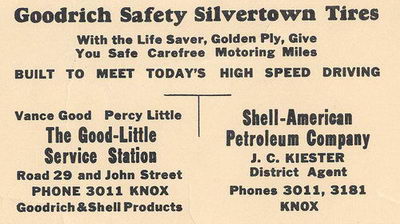 Goodrich Safety Silvertown Tires
With the Life Saver, Golden Ply, Give
You Safe Carefree Motoring Miles
BUILT TO MEET TODAY'S HIGH SPEED DRIVING
Vance Good Percy Little
The Good-Little
Service Station
Road 29 and John Street
PHONE 3011 KNOX
Goodrich & Shell Products
Shell-American
Petroleum Company
J. C. KIESTER
District Agent
Phones 3011, 3181
KNOX